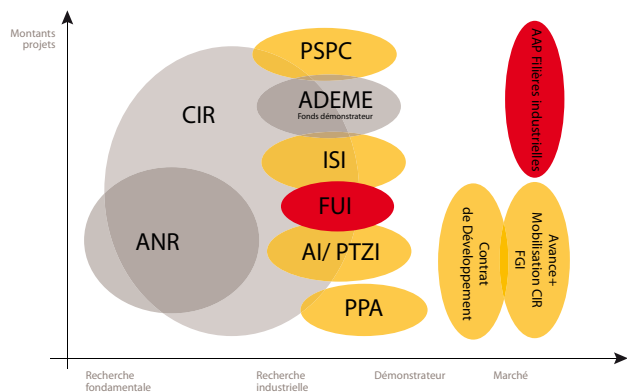 Montants
projets
PSPC
CIR
ADEME
Fonds démonstrateur
ISI
FUI
ANR
AI/ PTZI
PPA
AAP Filières industrielles
Contrat
de Développement
Avance+
Mobilisation CIR
FGI
Recherche
fondamentale
Recherche
industrielle
Démonstrateur
Marché